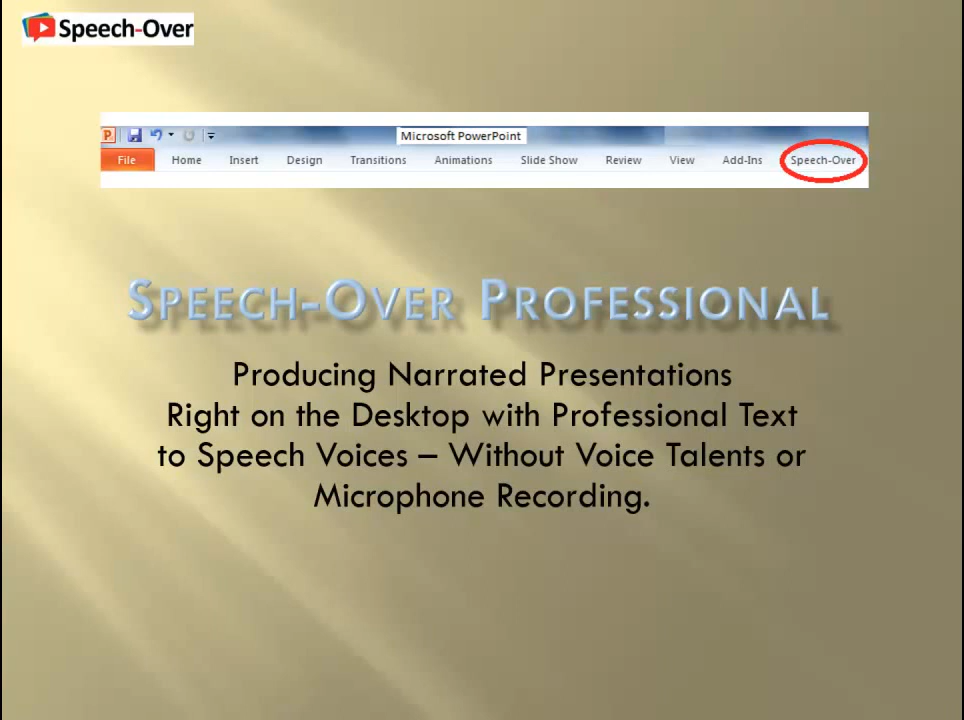 Speech-Over
Microsoft PowerPoint
File Home Insert Design Transitions Animations Slide Show Review View Add-Ins Speech-Over
SPEECH-OVER PROFESSIONAL
Producing Narrated Presentations
Right on the Desktop with Professional Text
to Speech Voices – Without Voice Talents or
Microphone Recording.